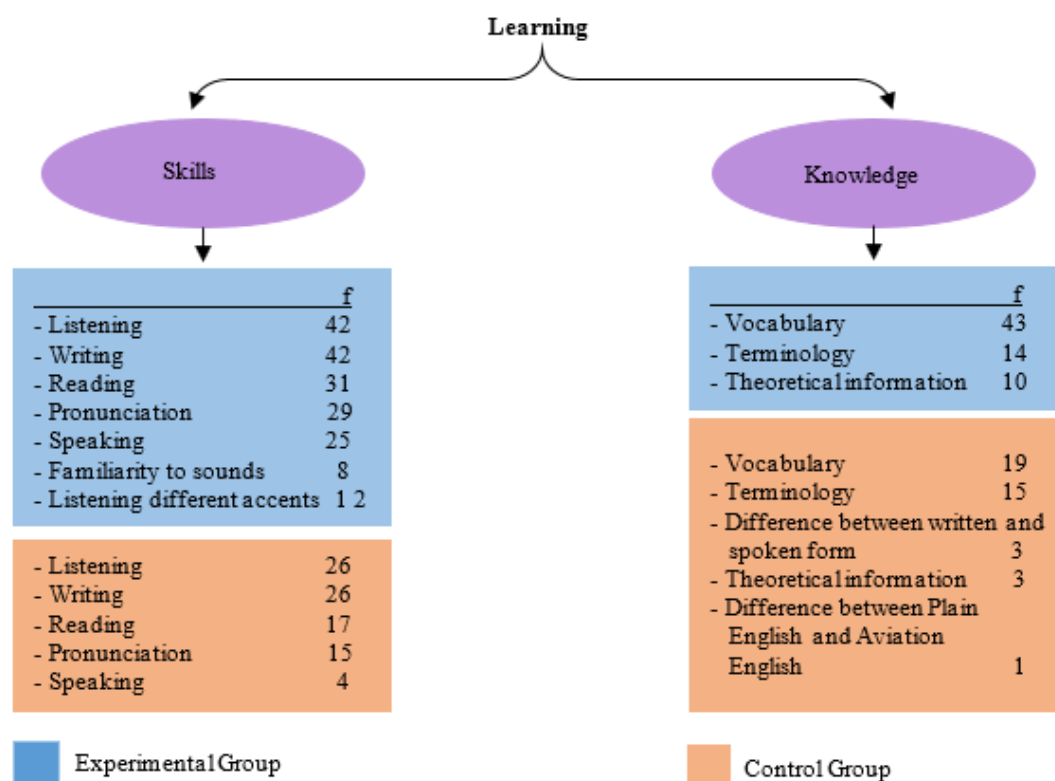 Learning
Skills
Knowledge
f
- Listening 42
- Writing 42
- Reading 31
- Pronunciation 29
- Speaking 25
- Familiarity to sounds 8
- Listening different accents 1 2
- Listening 26
- Writing 26
- Reading 17
- Pronunciation 15
- Speaking 4
f
- Vocabulary 43
- Terminology 14
- Theoretical information 10
- Vocabulary 19
- Terminology 15
- Difference between written and
spoken form 3
- Theoretical information 3
- Difference between Plain
English and Aviation
English 1
Experimental Group
Control Group